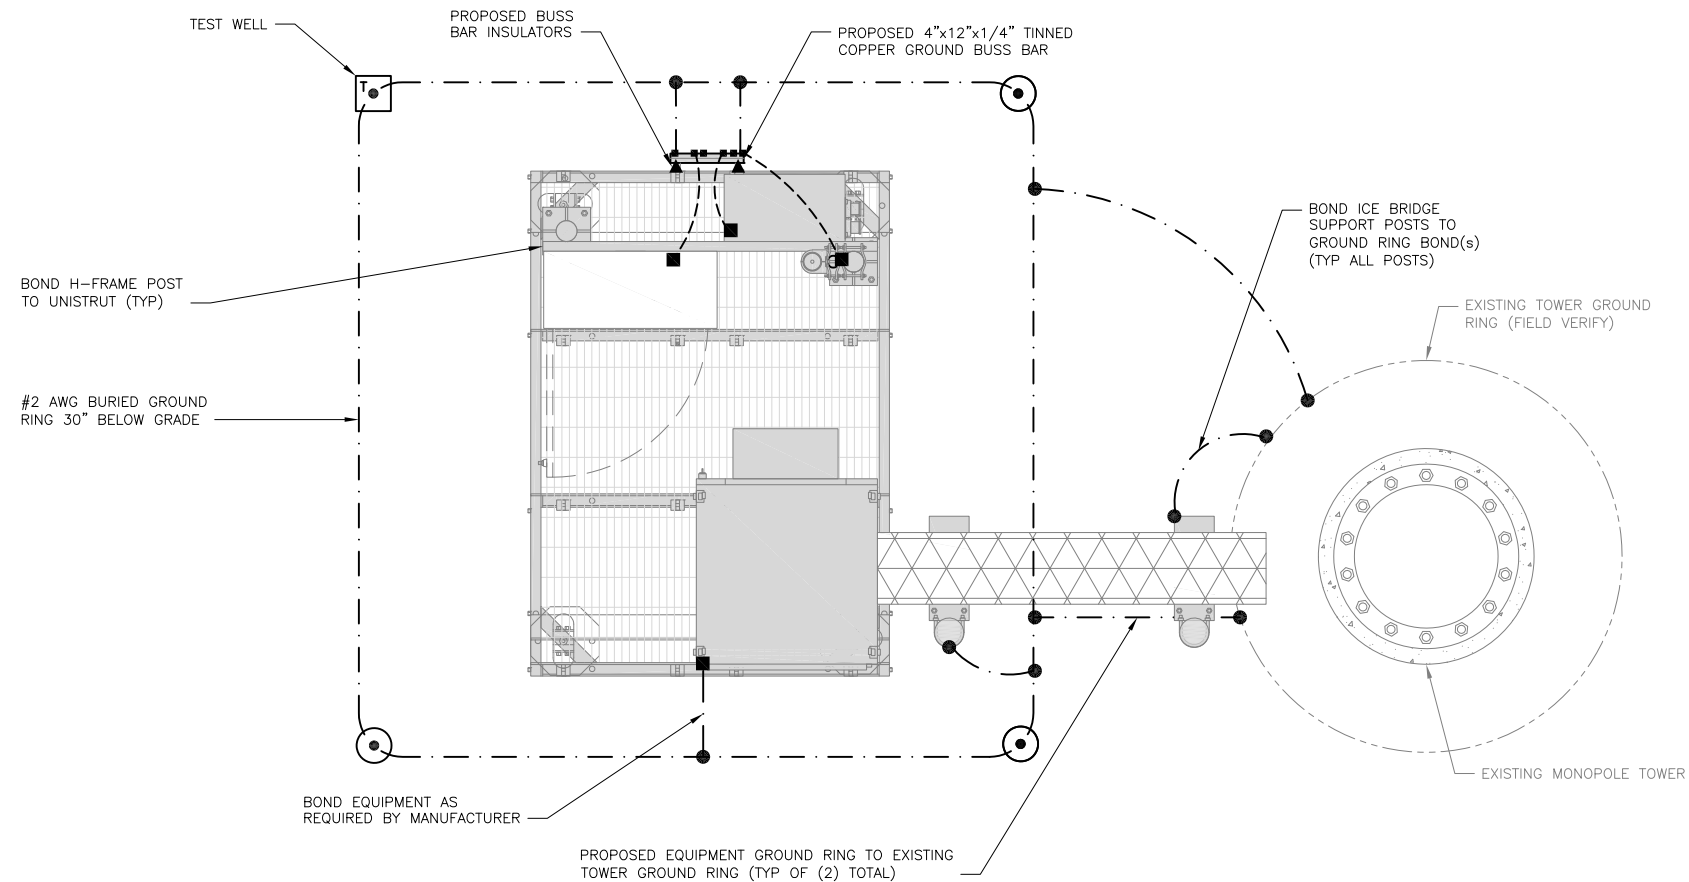 TEST WELL
PROPOSED BUSS
BAR INSULATORS
PROPOSED 4"x12"x1/4" TINNED
COPPER GROUND BUSS BAR
T
BOND ICE BRIDGE
SUPPORT POSTS TO
GROUND RING BOND(s)
(TYP ALL POSTS)
BOND H-FRAME POST
TO UNISTRUT (TYP)
EXISTING TOWER GROUND
RING (FIELD VERIFY)
#2 AWG BURIED GROUND
RING 30" BELOW GRADE
EXISTING MONOPOLE TOWER
BOND EQUIPMENT AS
REQUIRED BY MANUFACTURER
PROPOSED EQUIPMENT GROUND RING TO EXISTING
TOWER GROUND RING (TYP OF (2) TOTAL)